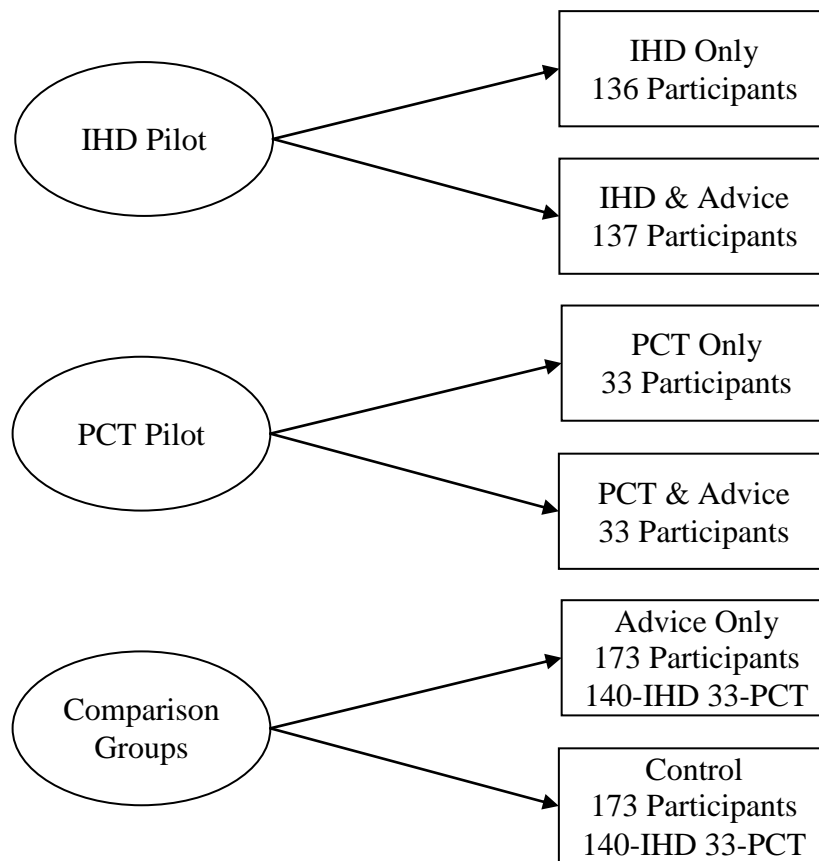 IHD Pilot
IHD Only
136 Participants
IHD & Advice
137 Participants
PCT Pilot
PCT Only
33 Participants
PCT & Advice
33 Participants
Comparison
Groups
Advice Only
173 Participants
140-IHD 33-PCT
Control
173 Participants
140-IHD 33-PCT